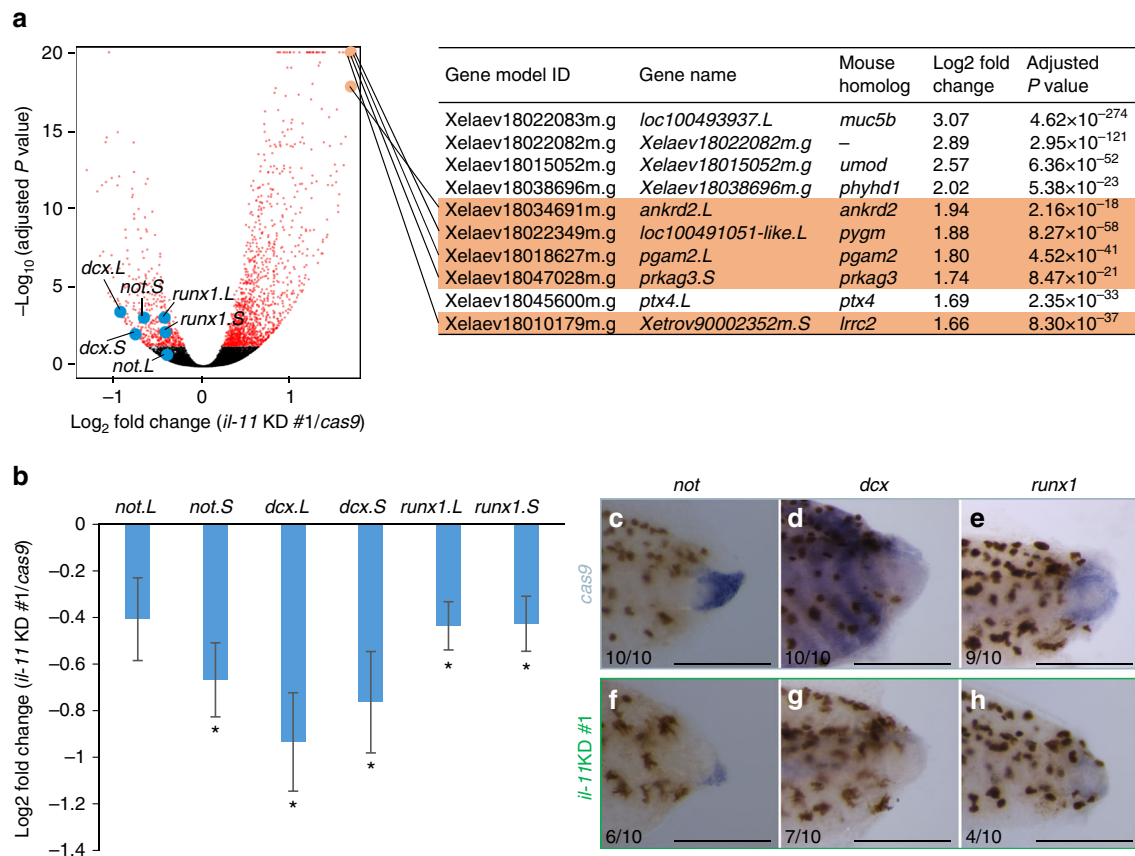 a
20
15
10
5
0
−Log10 (adjusted P value)
dcx.L
not.S
runx1.L
runx1.S
dcx.S
not.L
−1 0 1
Log2 fold change (il-11 KD #1/cas9)
Gene model ID Gene name Mouse homolog Log2 fold change Adjusted P value
Xelaev18022083m.g loc100493937.L muc5b 3.07 4.62×10−274
Xelaev18022082m.g Xelaev18022082m.g – 2.89 2.95×10−121
Xelaev18015052m.g Xelaev18015052m.g umod 2.57 6.36×10−52
Xelaev18038696m.g Xelaev18038696m.g phyhd1 2.02 5.38×10−23
Xelaev18034691m.g ankrd2.L ankrd2 1.94 2.16×10−18
Xelaev18022349m.g loc100491051-like.L pygm 1.88 8.27×10−58
Xelaev18018627m.g pgam2.L pgam2 1.80 4.52×10−41
Xelaev18047028m.g prkag3.S prkag3 1.74 8.47×10−21
Xelaev18045600m.g ptx4.L ptx4 1.69 2.35×10−33
Xelaev18010179m.g Xetrov90002352m.S lrrc2 1.66 8.30×10−37
b
not.L not.S dcx.L dcx.S runx1.L runx1.S
0
−0.2
−0.4
−0.6
−0.8
−1
−1.2
−1.4
Log2 fold change (il-11 KD #1/cas9)
* * * * *
not dcx runx1
cas9
c
10/10
d
10/10
e
9/10
il-11KD #1
f
6/10
g
7/10
h
4/10